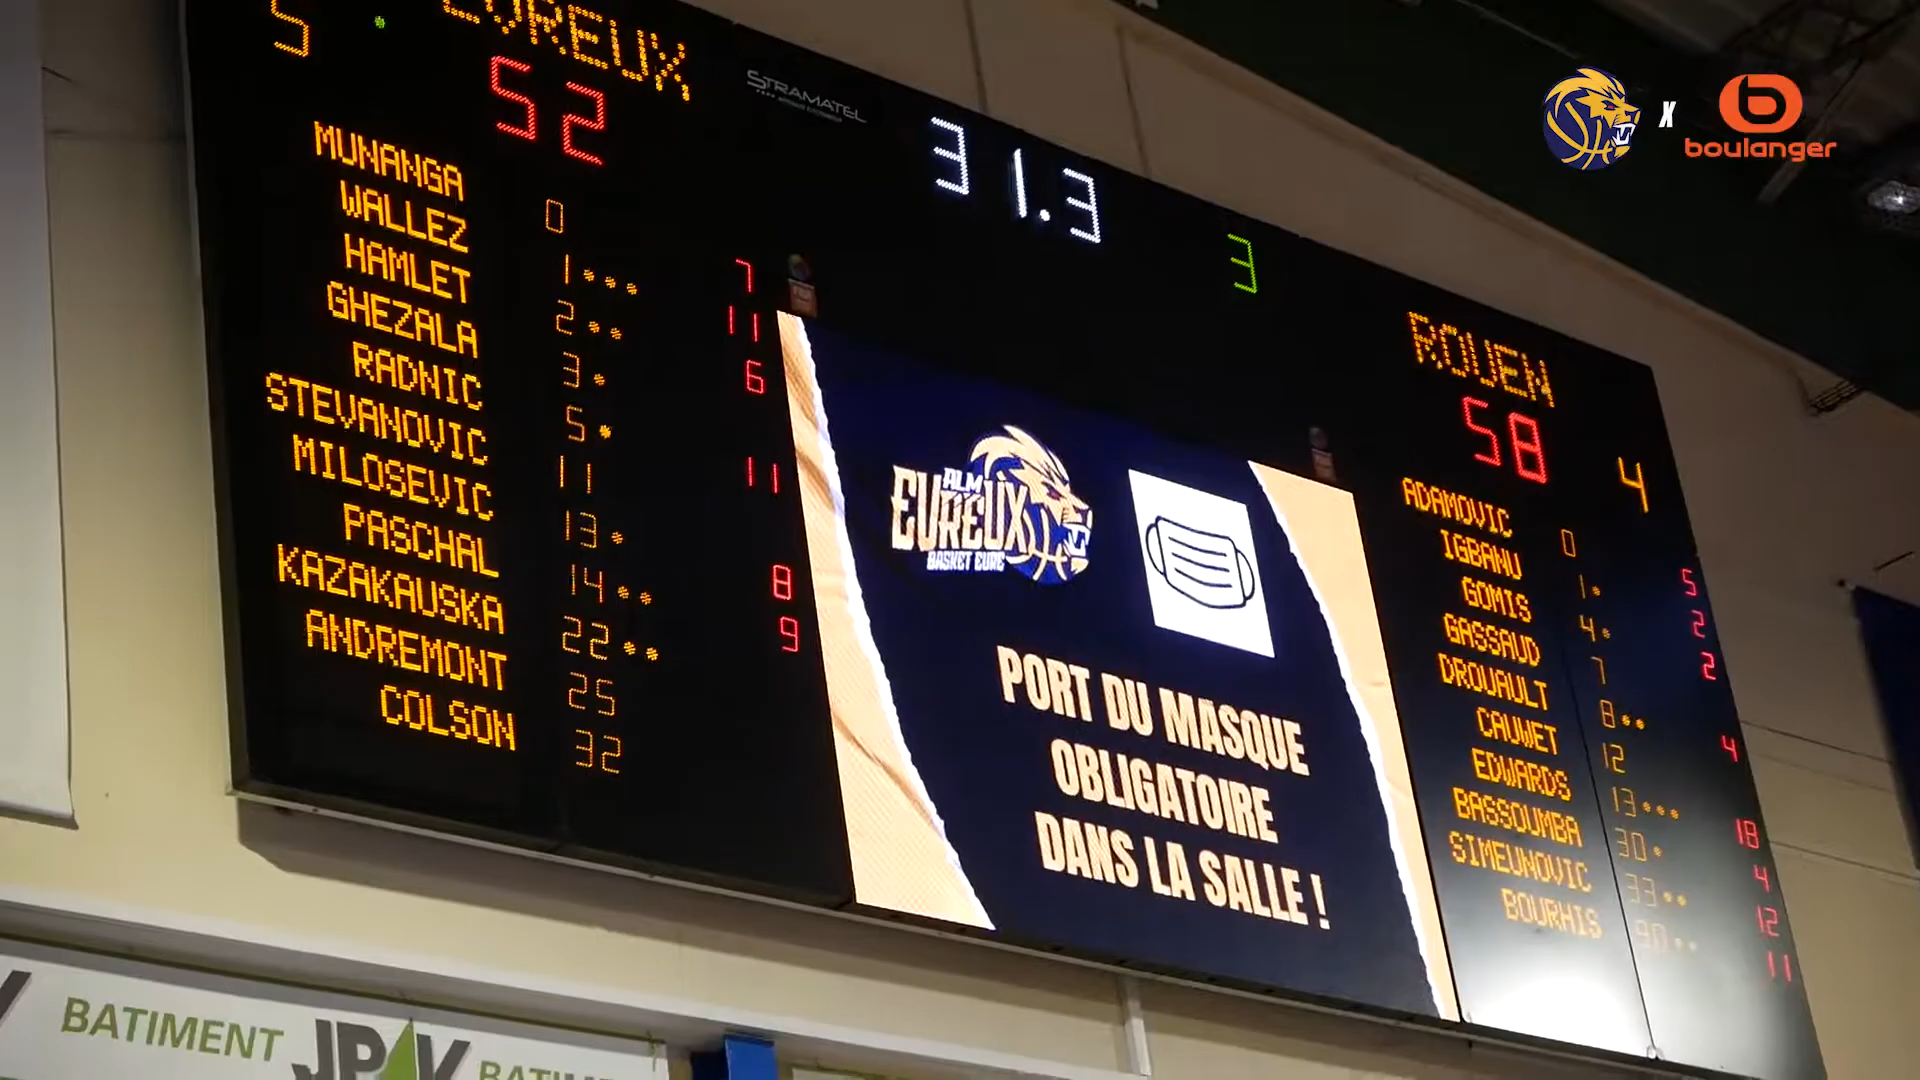 5 EVREUX
52
STRAMATEL
31.3
3
MUNANGA 0
WALLEZ 1 7
HAMLET 2 11
GHEZALA 3 6
RADNIC 5
STEVANOVIC 11 11
MILOSEVIC 13
PASCHAL 14 8
KAZAKAUSKA 22 9
ANDREMONT 25
COLSON 32
ALM
EVREUX
BASKET EURE
PORT DU MASQUE
OBLIGATOIRE
DANS LA SALLE !
ROUEN
58
4
ADAMOVIC 0
IGBANU 1 5
GOMIS 4 2
GASSAUD 7 2
DROUAULT 8
CAUWET 12 4
EDWARDS 13
BASSOUMBA 30 18
SIMEUNOVIC 33 4
BOURHIS 90 12
11
X
boulanger
BATIMENT JPV BATIM